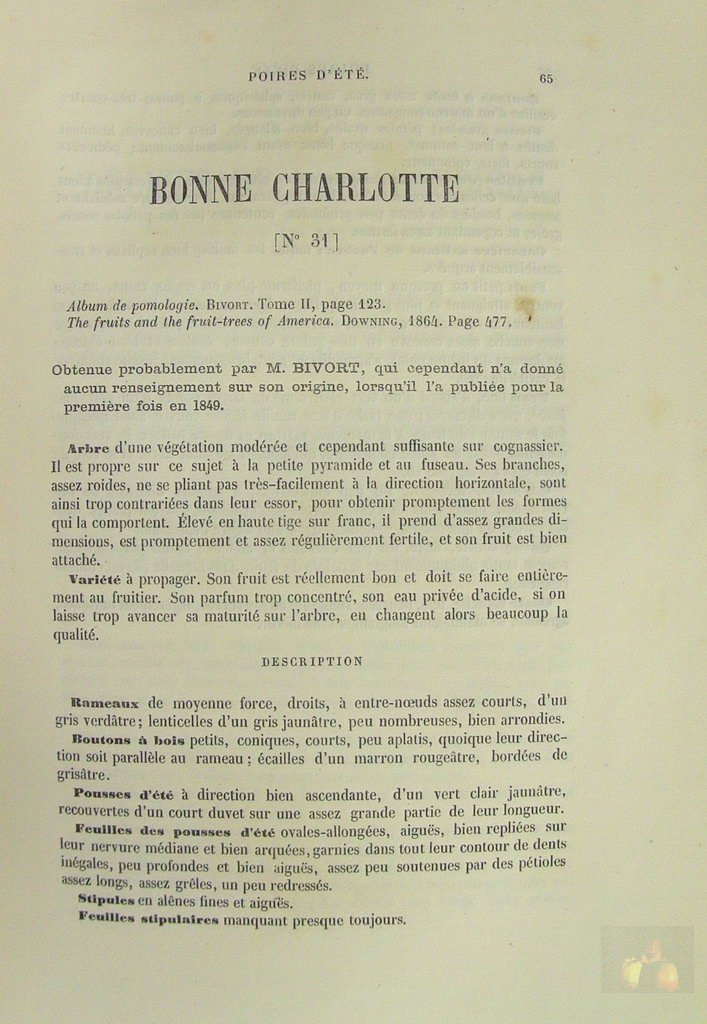 POIRES D'ÉTÉ.
65
BONNE CHARLOTTE
[N° 31]
Album de pomologie. BIVORT. Tome II, page 123.
The fruits and the fruit-trees of America. DOWNING, 1864. Page 477.
Obtenue probablement par M. BIVORT, qui cependant n'a donné
aucun renseignement sur son origine, lorsqu'il l'a publiée pour la
première fois en 1849.
Arbre d'une végétation modérée et cependant suffisante sur cognassier.
Il est propre sur ce sujet à la petite pyramide et au fuseau. Ses branches,
assez roides, ne se pliant pas très-facilement à la direction horizontale, sont
ainsi trop contrariées dans leur essor, pour obtenir promptement les formes
qui la comportent. Élevé en haute tige sur franc, il prend d'assez grandes di-
mensions, est promptement et assez régulièrement fertile, et son fruit est bien
attaché.
Variété à propager. Son fruit est réellement bon et doit se faire entière-
ment au fruitier. Son parfum trop concentré, son eau privée d'acide, si on
laisse trop avancer sa maturité sur l'arbre, en changent alors beaucoup la
qualité.
DESCRIPTION
Rameaux de moyenne force, droits, à entre-nœuds assez courts, d'un
gris verdâtre; lenticelles d'un gris jaunâtre, peu nombreuses, bien arrondies.
Boutons à bois petits, coniques, courts, peu aplatis, quoique leur direc-
tion soit parallèle au rameau; écailles d'un marron rougeâtre, bordées de
grisâtre.
Pousses d'été à direction bien ascendante, d'un vert clair jaunâtre,
recouvertes d'un court duvet sur une assez grande partie de leur longueur.
Feuilles des pousses d'été ovales-allongées, aiguës, bien repliées sur
leur nervure médiane et bien arquées, garnies dans tout leur contour de dents
inégales, peu profondes et bien aiguës, assez peu soutenues par des pétioles
assez longs, assez grêles, un peu redressés.
Stipules en alênes fines et aiguës.
Feuilles stipulaires manquant presque toujours.